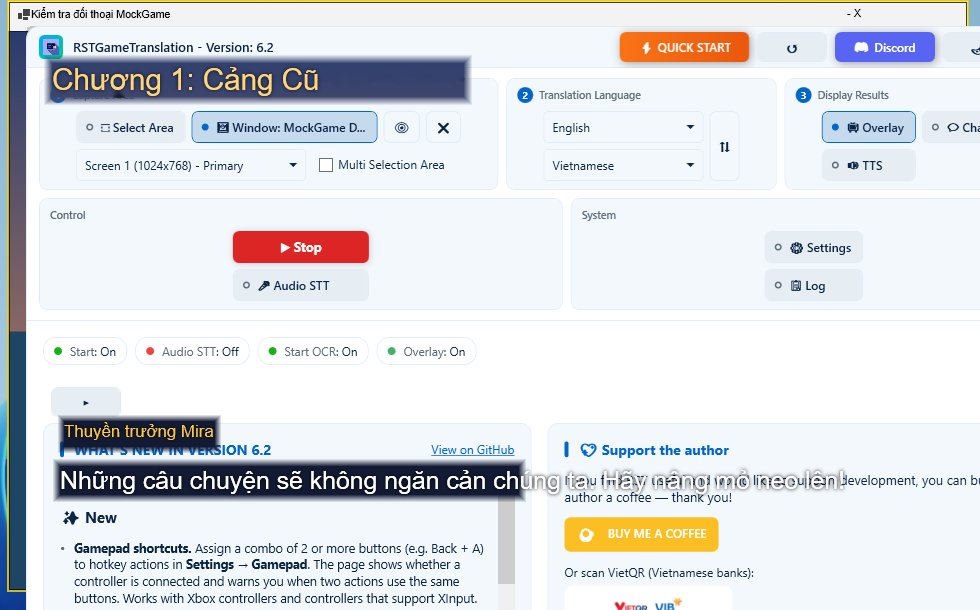 Kiểm tra đối thoại MockGame
- X
RSTGameTranslation - Version: 6.2
QUICK START
Discord
Chương 1: Cảng Cũ
2 Translation Language
3 Display Results
Select Area
Window: MockGame D...
English
Overlay
Cha
Screen 1 (1024x768) - Primary
Multi Selection Area
Vietnamese
TTS
Control
System
Stop
Settings
Audio STT
Log
Start: On
Audio STT: Off
Start OCR: On
Overlay: On
Thuyền trưởng Mira
WHAT'S NEW IN VERSION 6.2
View on GitHub
Support the author
Những câu chuyện sẽ không ngăn cản chúng ta. Hãy nâng mỏ neo lên!
development, you can bu
author a coffee — thank you!
New
BUY ME A COFFEE
• Gamepad shortcuts. Assign a combo of 2 or more buttons (e.g. Back + A)
to hotkey actions in Settings → Gamepad. The page shows whether a
controller is connected and warns you when two actions use the same
buttons. Works with Xbox controllers and controllers that support XInput.
Or scan VietQR (Vietnamese banks):
VIETQR VIB